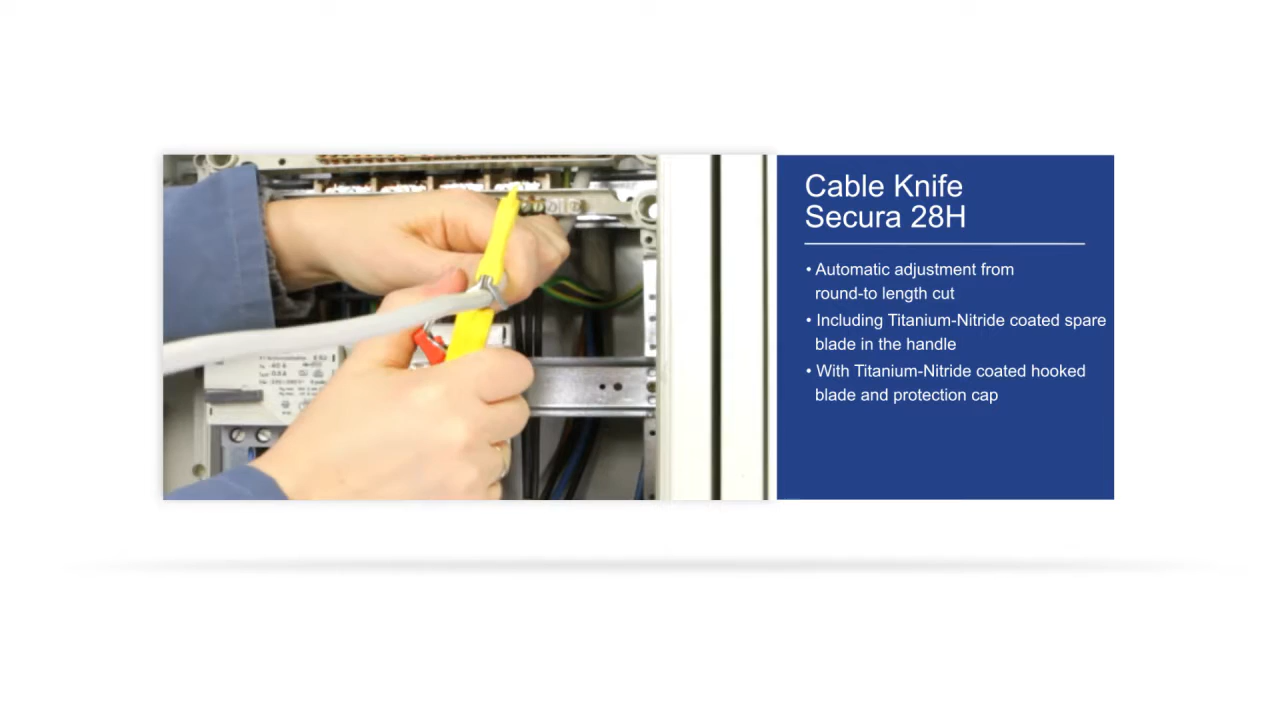 Cable Knife
Secura 28H
• Automatic adjustment from
round-to length cut
• Including Titanium-Nitride coated spare
blade in the handle
• With Titanium-Nitride coated hooked
blade and protection cap